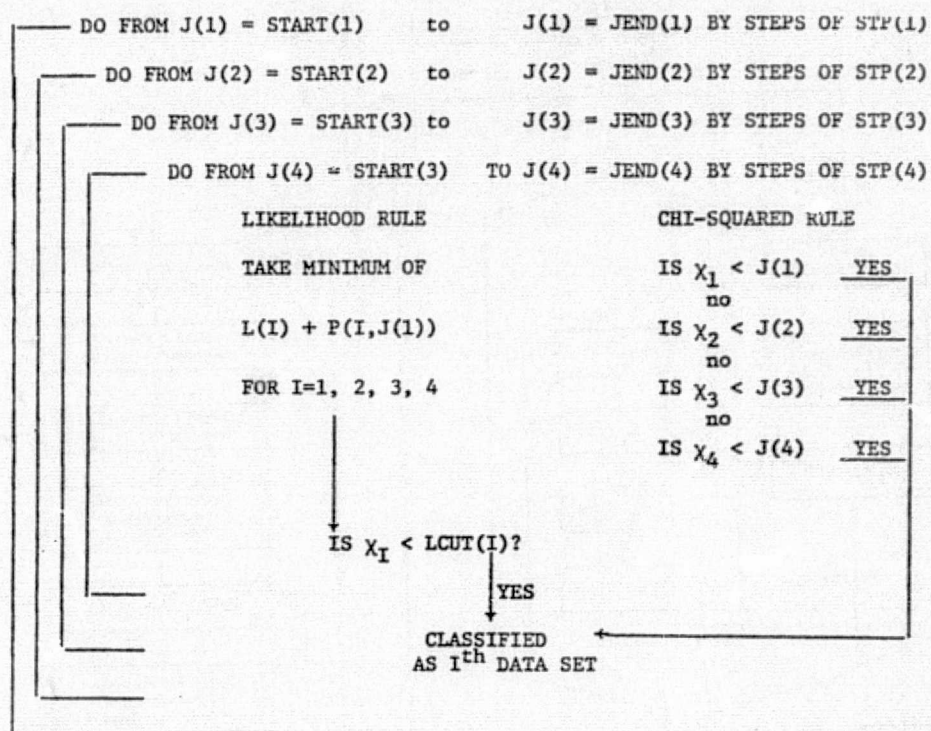 DO FROM J(1) = START(1) to J(1) = JEND(1) BY STEPS OF STP(1)
DO FROM J(2) = START(2) to J(2) = JEND(2) BY STEPS OF STP(2)
DO FROM J(3) = START(3) to J(3) = JEND(3) BY STEPS OF STP(3)
DO FROM J(4) = START(3) TO J(4) = JEND(4) BY STEPS OF STP(4)
LIKELIHOOD RULE CHI-SQUARED RULE
TAKE MINIMUM OF IS χ1 < J(1) YES
no
L(I) + P(I,J(1)) IS χ2 < J(2) YES
no
FOR I=1, 2, 3, 4 IS χ3 < J(3) YES
no
IS χ4 < J(4) YES
IS χI < LCUT(I)?
YES
CLASSIFIED
AS Ith DATA SET